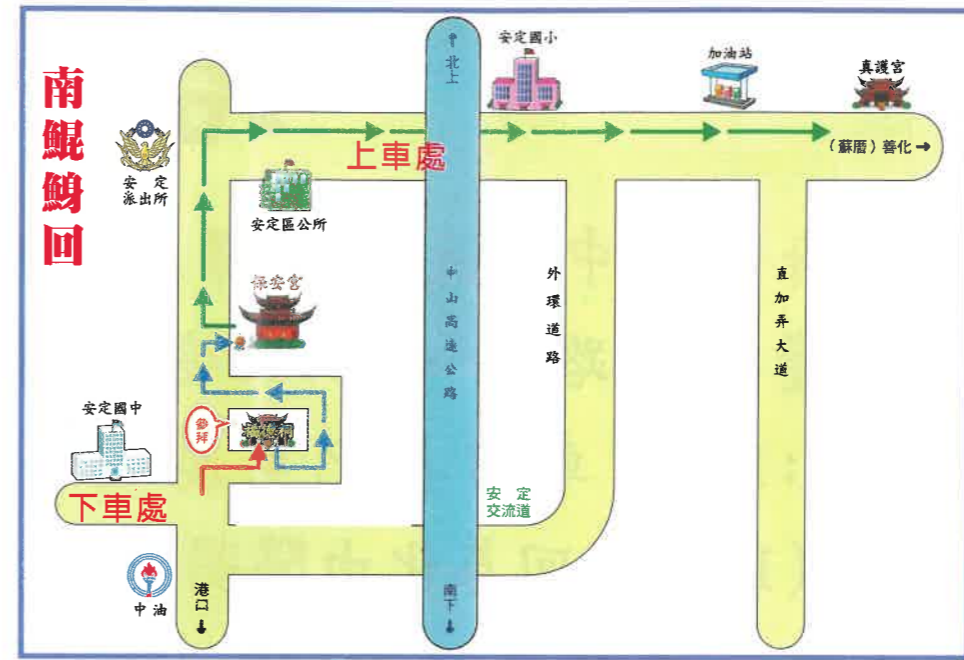 南鯤鯓回
北上
安定國小
加油站
真護宮
(蘇厝)善化→
上車處
安定
派出所
安定區公所
保安宮
中山高速公路
外環道路
直加弄大道
安定國中
參拜
下車處
安定
交流道
中油
港口
南下